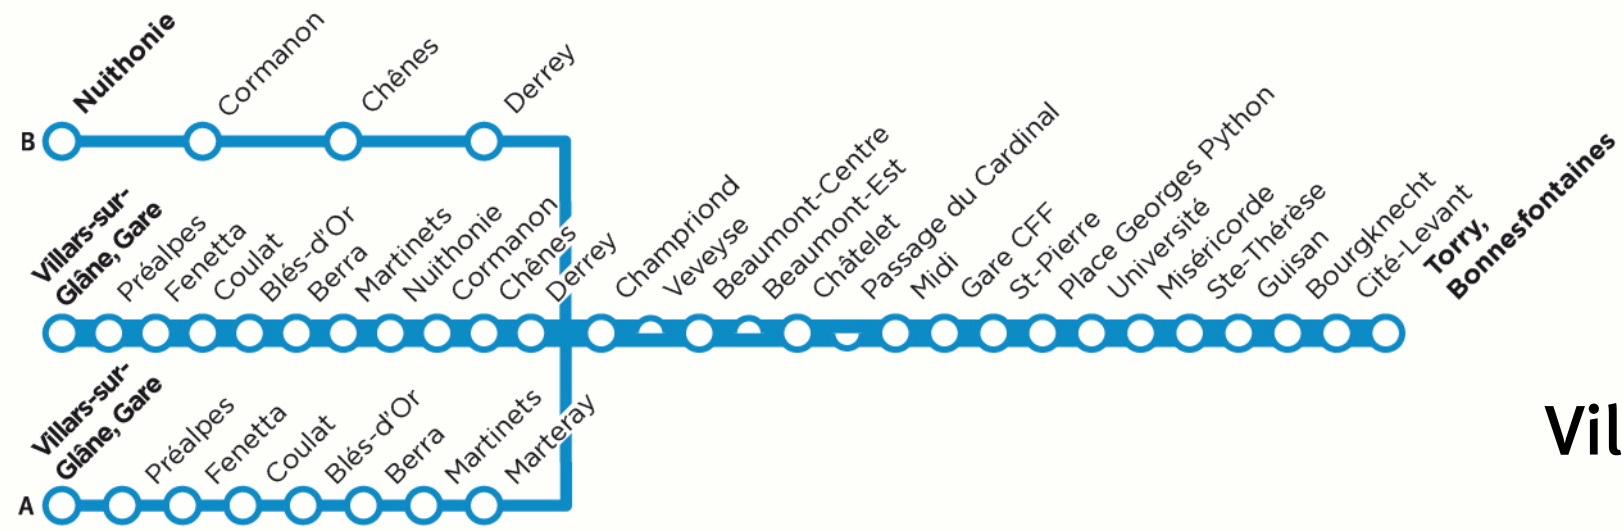 B
Nuithonie
Cormanon
Chênes
Derrey
Villars-sur-
Glâne, Gare
Préalpes
Fenetta
Coulat
Blés-d'Or
Berra
Martinets
Nuithonie
Cormanon
Chênes
Derrey
Champriond
Veveyse
Beaumont-Centre
Beaumont-Est
Châtelet
Passage du Cardinal
Midi
Gare CFF
St-Pierre
Place Georges Python
Université
Miséricorde
Ste-Thérèse
Guisan
Bourgknecht
Cité-Levant
Torry,
Bonnesfontaines
A
Villars-sur-
Glâne, Gare
Préalpes
Fenetta
Coulat
Blés-d'Or
Berra
Martinets
Marteray
Vil